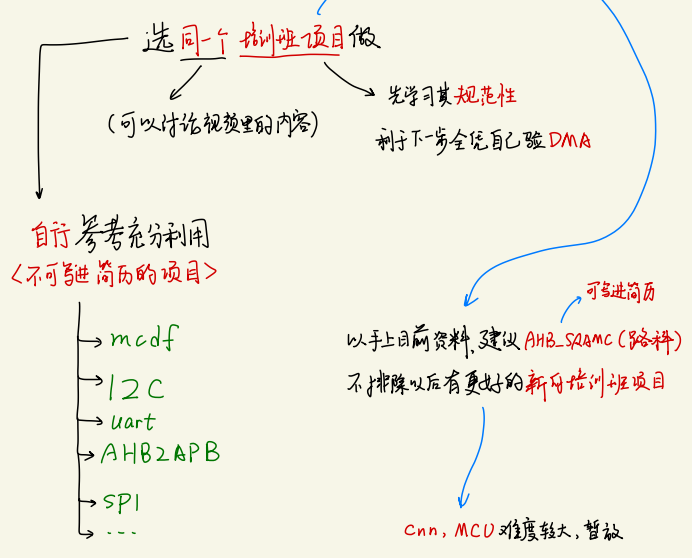 选同一个培训班项目做
(可以讨论视频里的内容)
先学习其规范性
利于下一步全凭自己验DMA
自行参考充分利用
<不可写进简历的项目>
mcdf
I2C
uart
AHB2APB
SPI
...
可写进简历
以手上目前资料,建议AHB_SRAMC(路科)
不排除以后有更好的新的培训班项目
cnn, MCU 难度较大,暂放